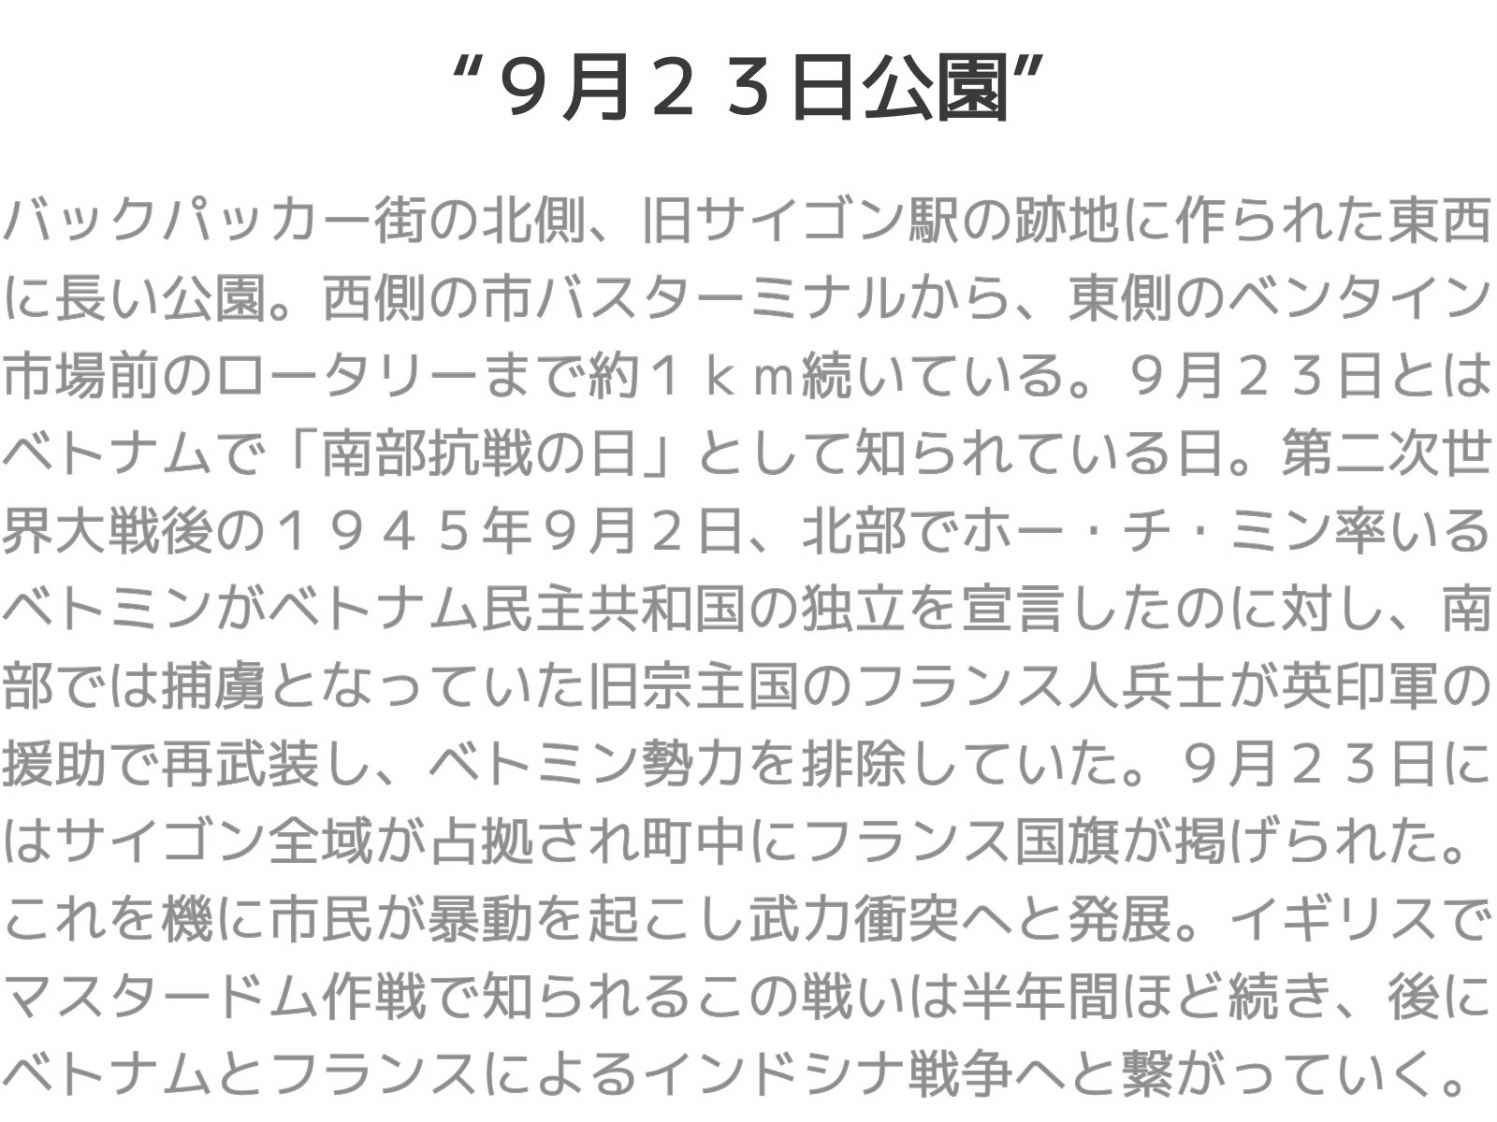 “９月２３日公園”
バックパッカー街の北側、旧サイゴン駅の跡地に作られた東西
に長い公園。西側の市バスターミナルから、東側のベンタイン
市場前のロータリーまで約１ｋｍ続いている。９月２３日とは
ベトナムで「南部抗戦の日」として知られている日。第二次世
界大戦後の１９４５年９月２日、北部でホー・チ・ミン率いる
ベトミンがベトナム民主共和国の独立を宣言したのに対し、南
部では捕虜となっていた旧宗主国のフランス人兵士が英印軍の
援助で再武装し、ベトミン勢力を排除していた。９月２３日に
はサイゴン全域が占拠され町中にフランス国旗が掲げられた。
これを機に市民が暴動を起こし武力衝突へと発展。イギリスで
マスタードム作戦で知られるこの戦いは半年間ほど続き、後に
ベトナムとフランスによるインドシナ戦争へと繋がっていく。